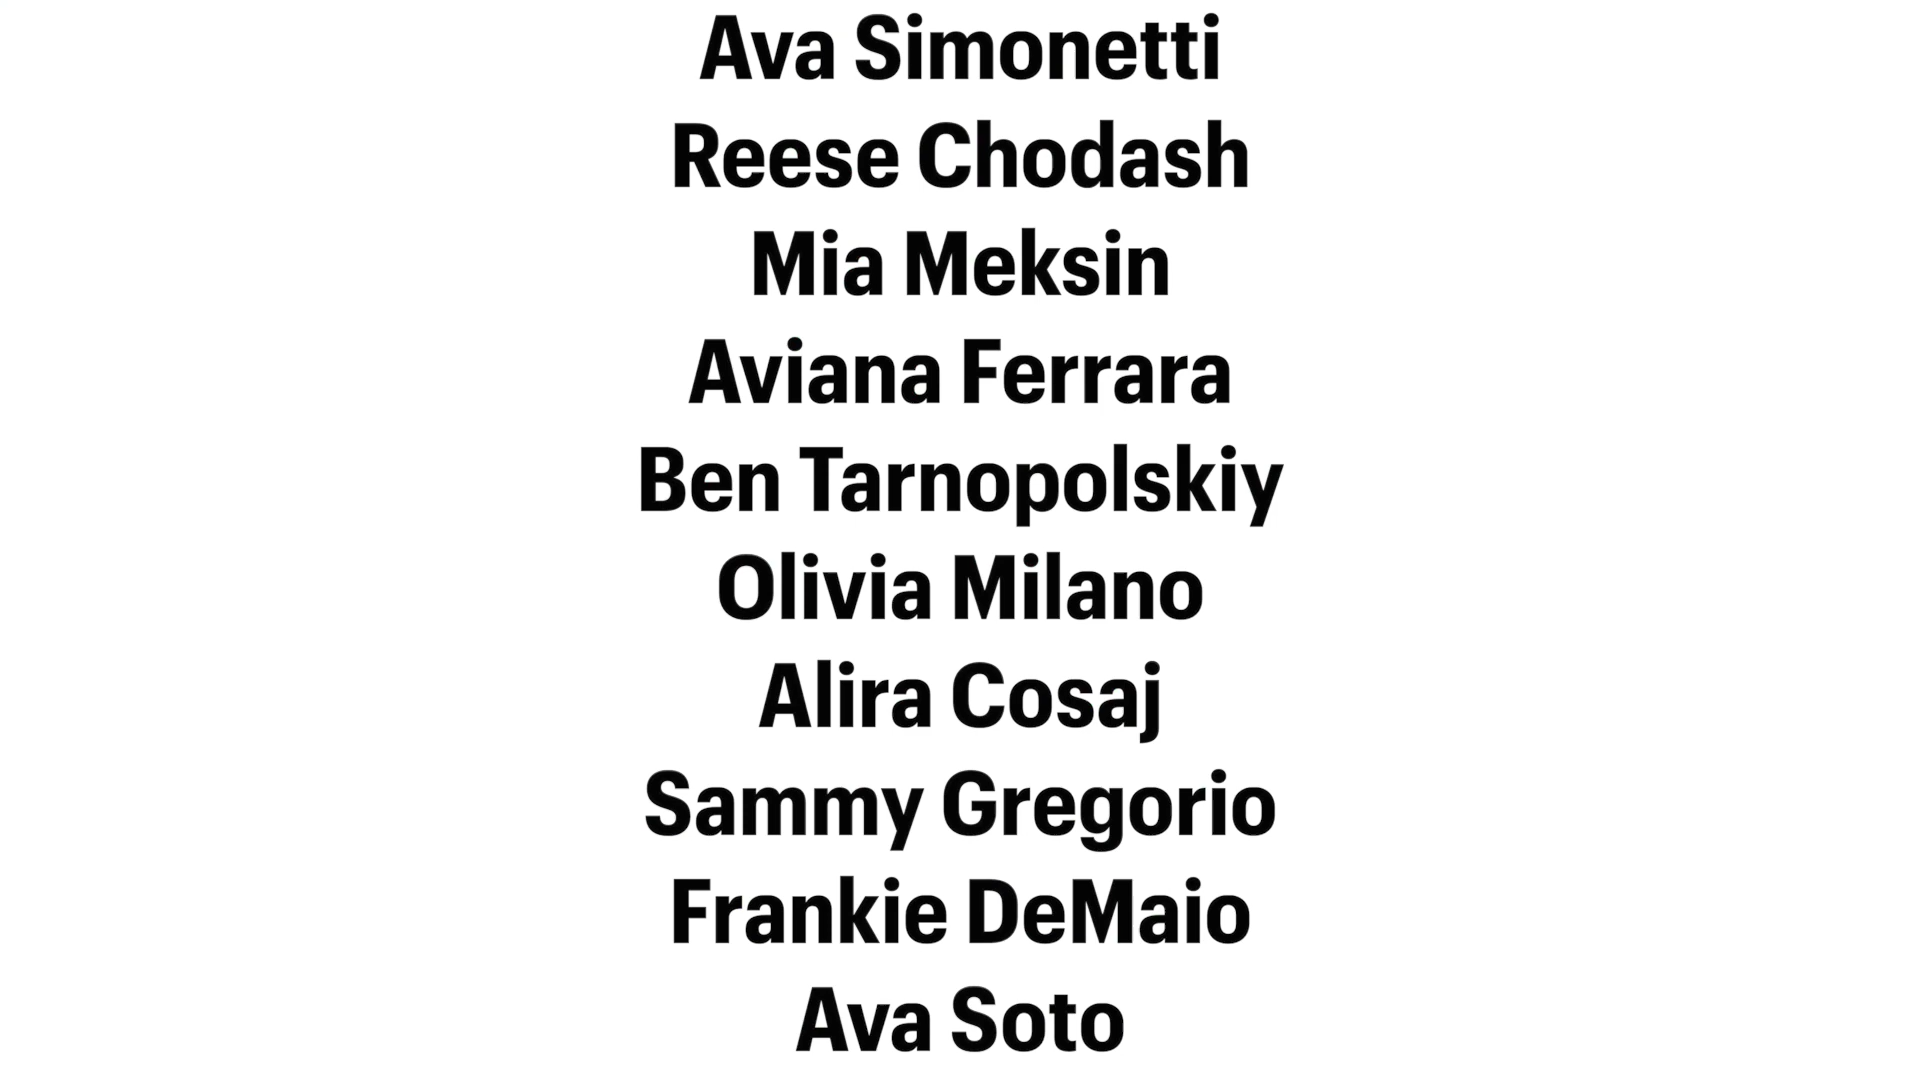 Ava Simonetti
Reese Chodash
Mia Meksin
Aviana Ferrara
Ben Tarnopolskiy
Olivia Milano
Alira Cosaj
Sammy Gregorio
Frankie DeMaio
Ava Soto